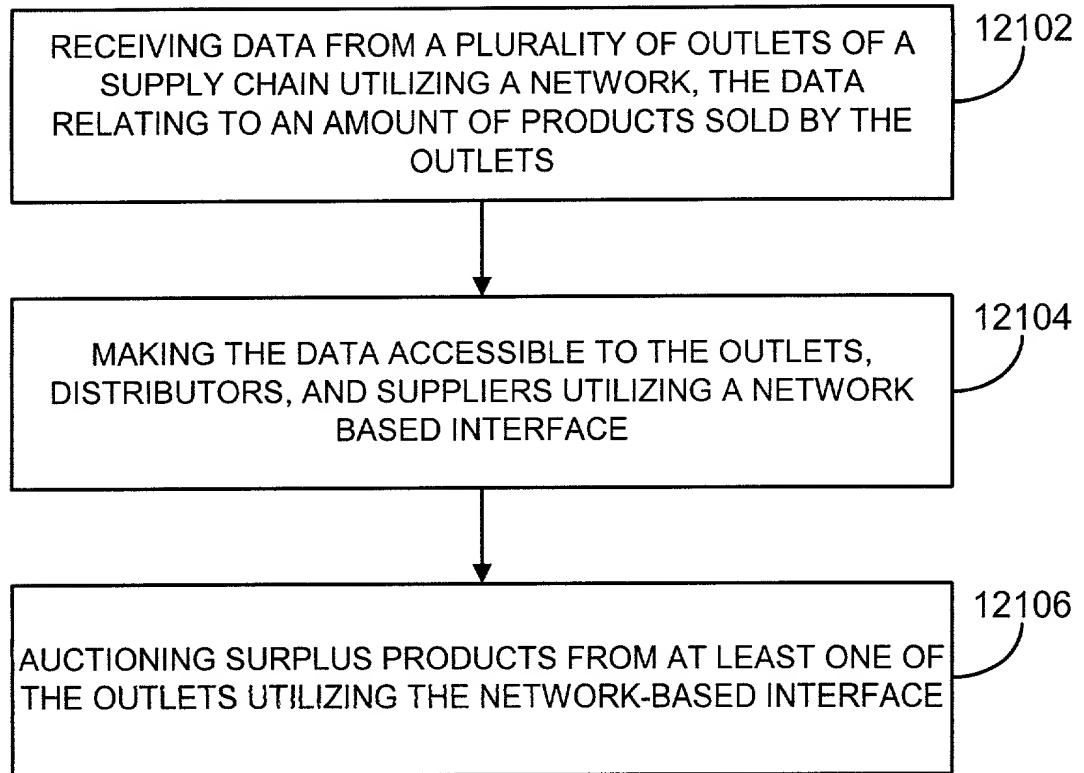 12102
RECEIVING DATA FROM A PLURALITY OF OUTLETS OF A
SUPPLY CHAIN UTILIZING A NETWORK, THE DATA
RELATING TO AN AMOUNT OF PRODUCTS SOLD BY THE
OUTLETS
12104
MAKING THE DATA ACCESSIBLE TO THE OUTLETS,
DISTRIBUTORS, AND SUPPLIERS UTILIZING A NETWORK
BASED INTERFACE
12106
AUCTIONING SURPLUS PRODUCTS FROM AT LEAST ONE OF
THE OUTLETS UTILIZING THE NETWORK-BASED INTERFACE